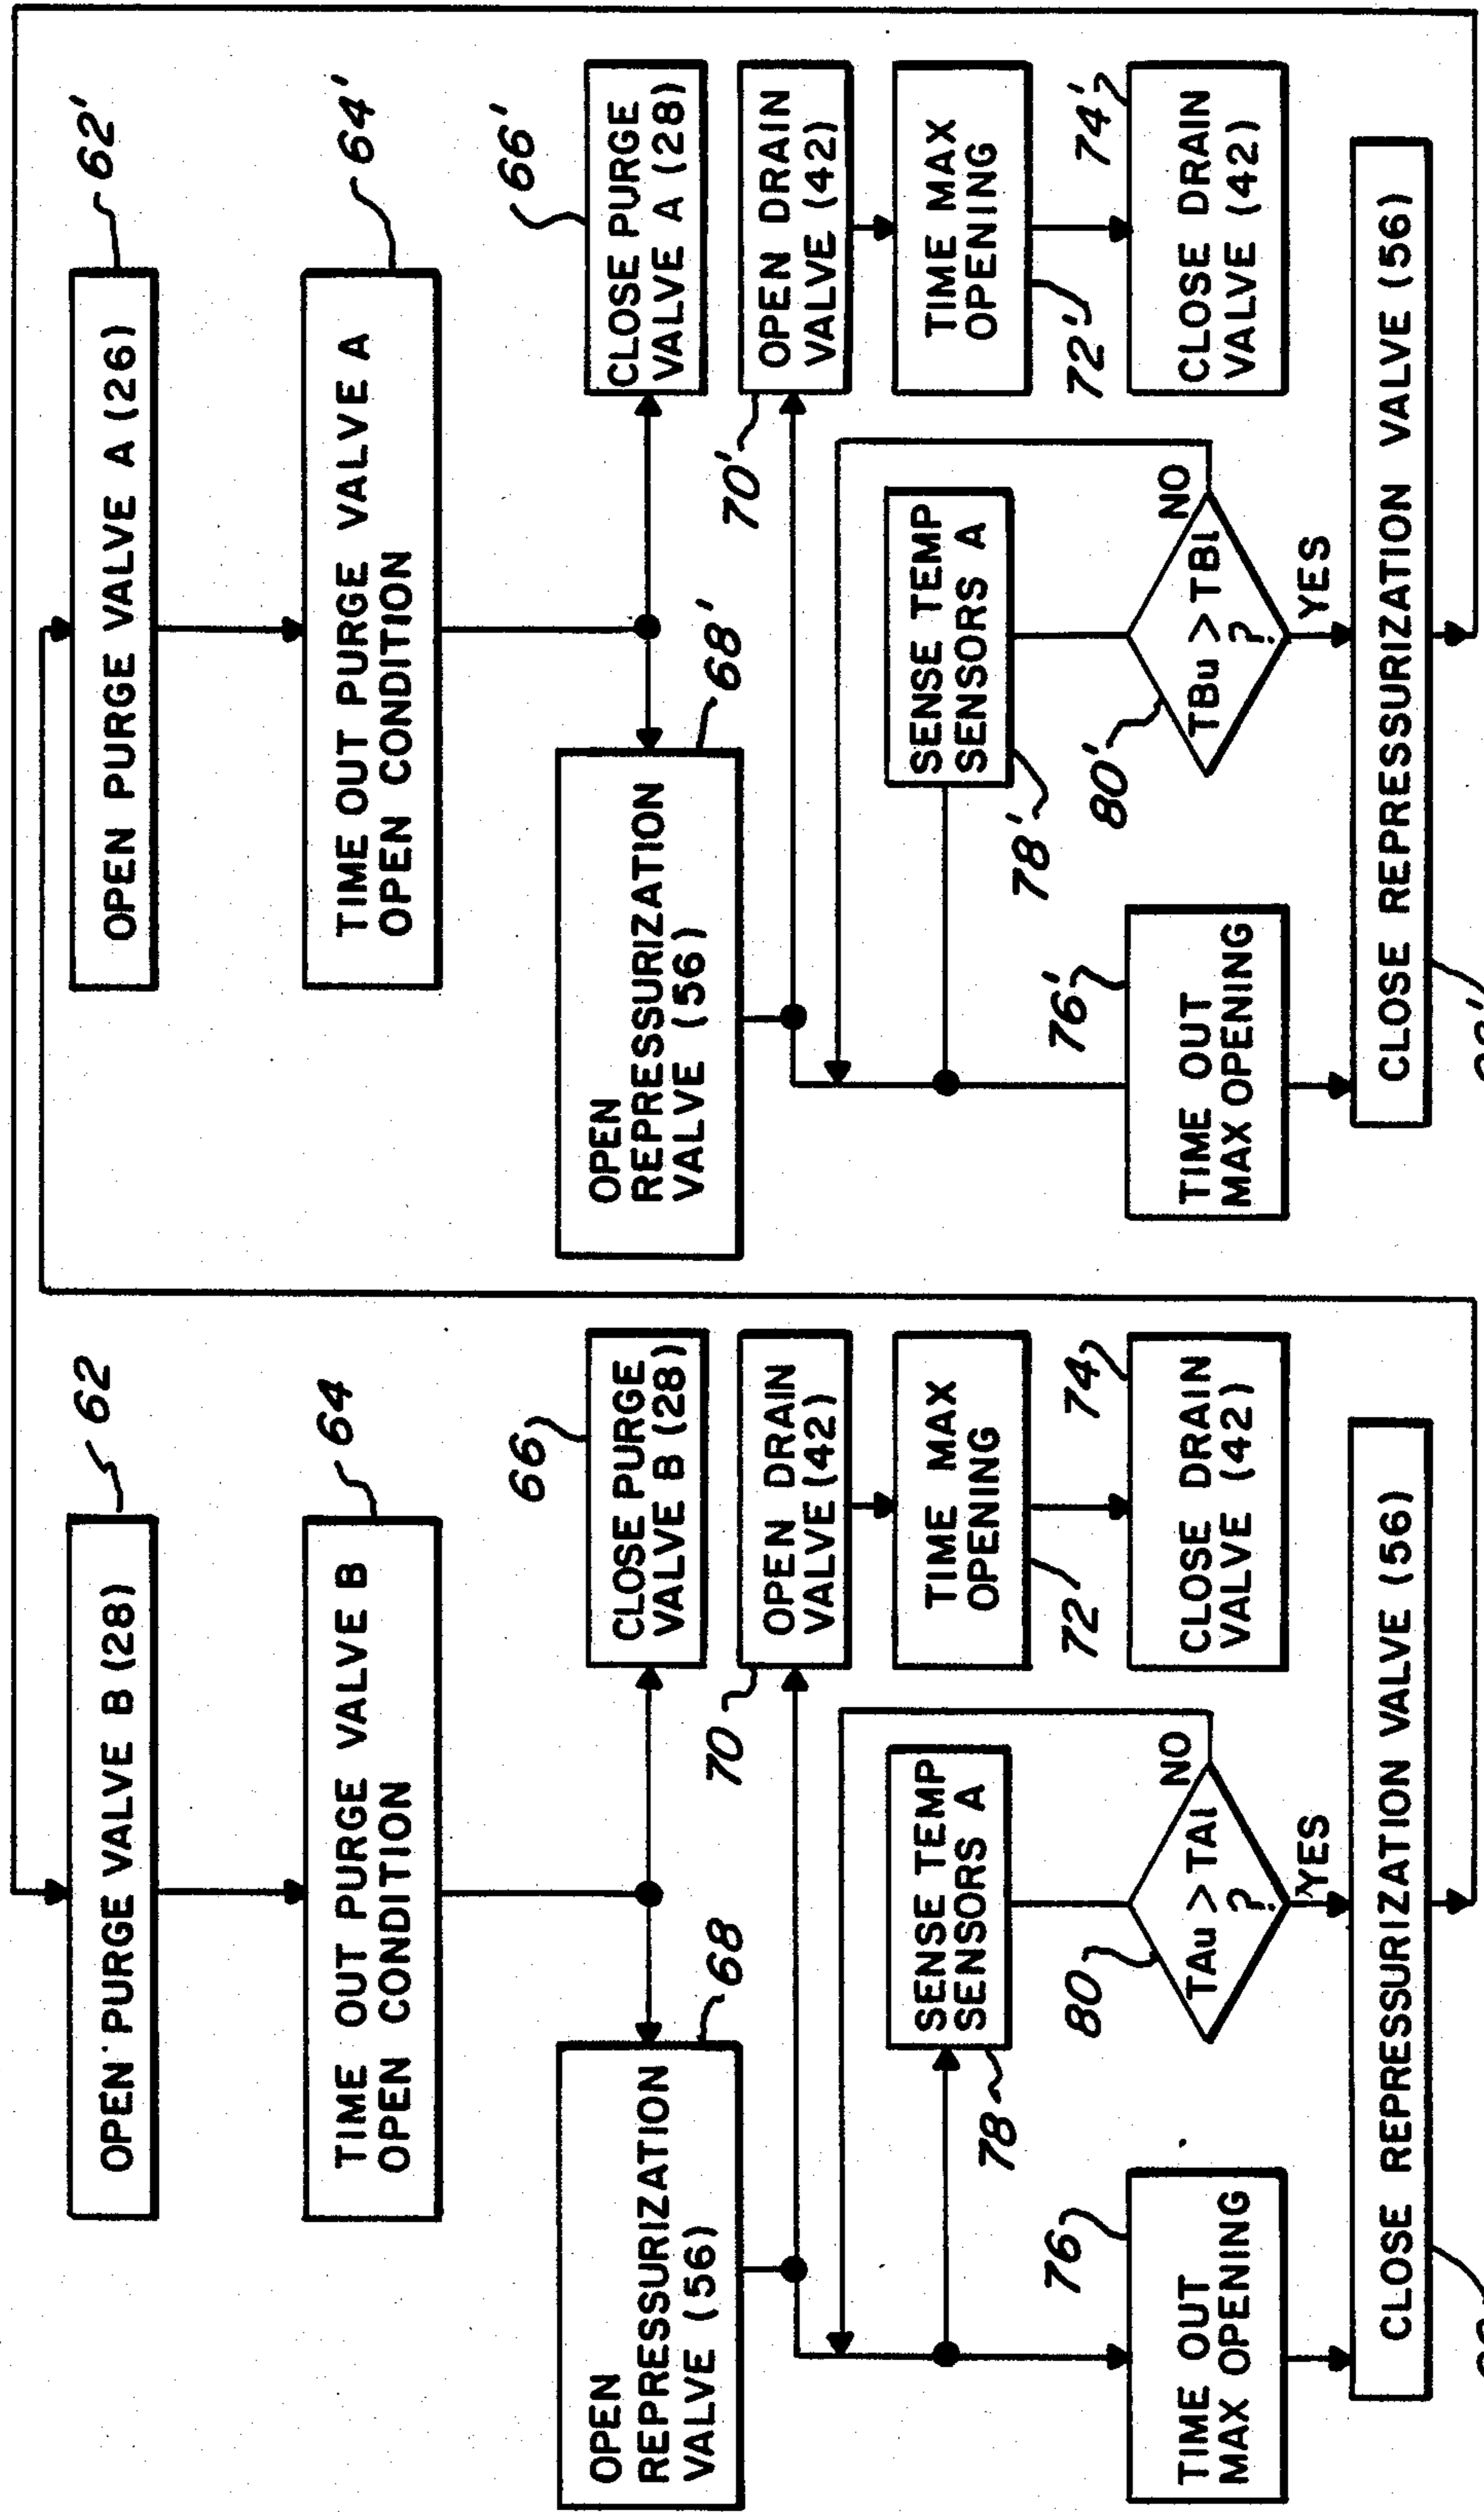 62
OPEN PURGE VALVE B (28)
64
TIME OUT PURGE VALVE B
OPEN CONDITION
66
CLOSE PURGE
VALVE B (28)
68
OPEN
REPRESSURIZATION
VALVE (56)
70
OPEN DRAIN
VALVE (42)
TIME MAX
OPENING
72
74
CLOSE DRAIN
VALVE (42)
SENSE TEMP
SENSORS A
78
80
TAu > TAl
?
NO
YES
76
TIME OUT
MAX OPENING
CLOSE REPRESSURIZATION VALVE (56)
62'
OPEN PURGE VALVE A (26)
64'
TIME OUT PURGE VALVE A
OPEN CONDITION
66'
CLOSE PURGE
VALVE A (28)
68'
OPEN
REPRESSURIZATION
VALVE (56)
70'
OPEN DRAIN
VALVE (42)
TIME MAX
OPENING
72'
74'
CLOSE DRAIN
VALVE (42)
SENSE TEMP
SENSORS A
78'
80'
TBu > TBl
?
NO
YES
76'
TIME OUT
MAX OPENING
CLOSE REPRESSURIZATION VALVE (56)